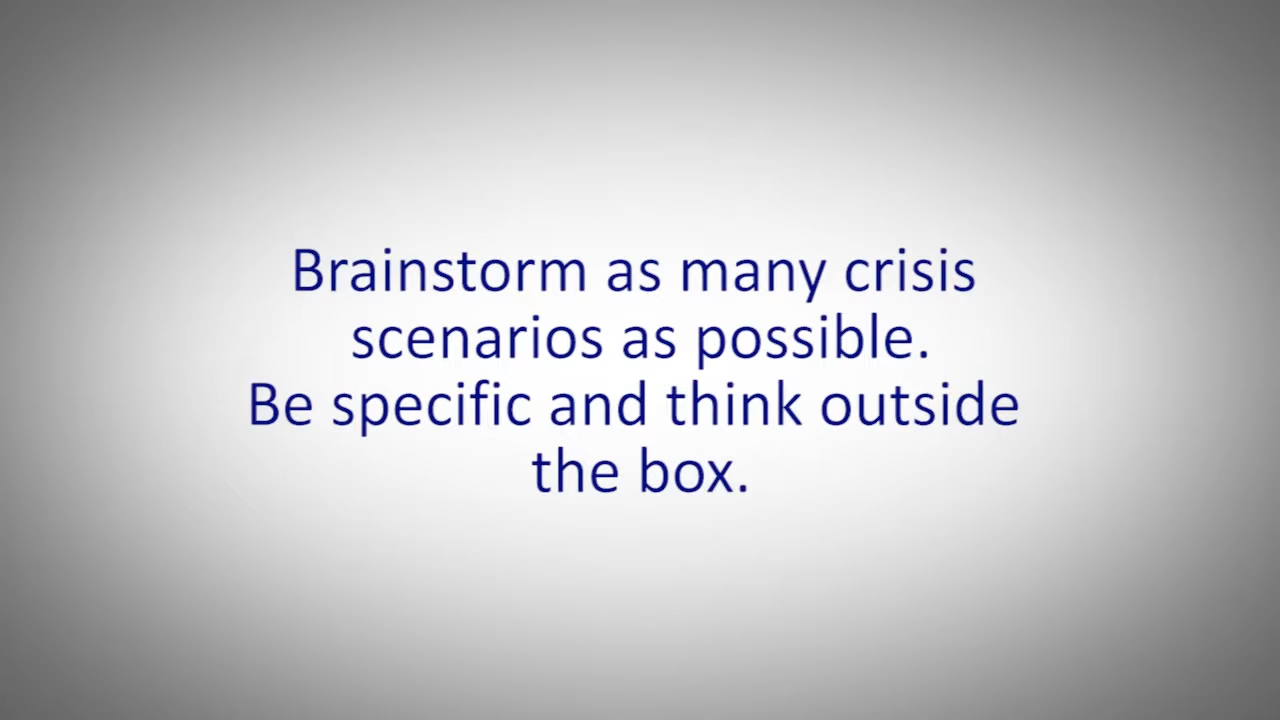 Brainstorm as many crisis
scenarios as possible.
Be specific and think outside
the box.